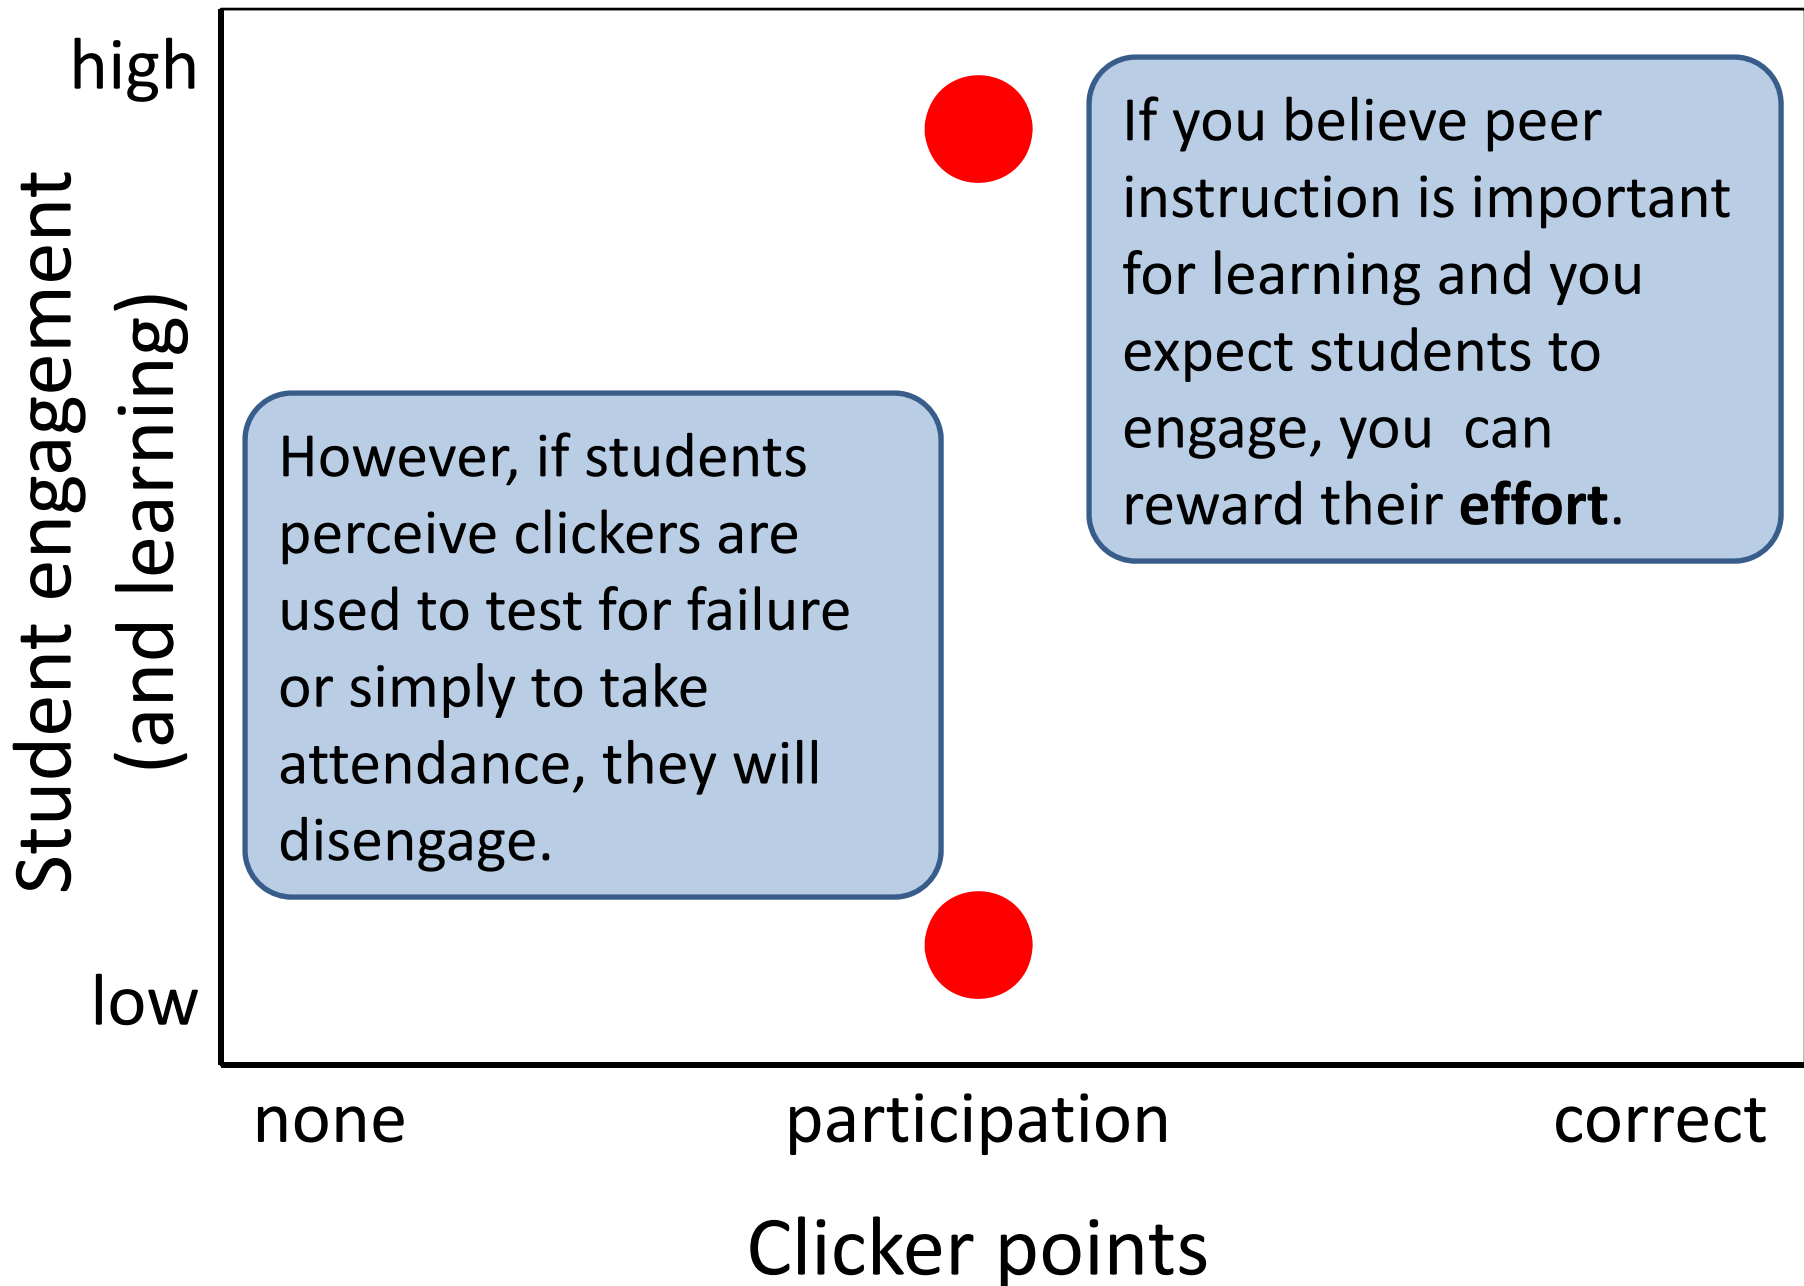 high
If you believe peer
instruction is important
for learning and you
expect students to
engage, you  can
reward their effort.
Student engagement
(and learning)
However, if students
perceive clickers are
used to test for failure
or simply to take
attendance, they will
disengage.
low
none
participation
correct
Clicker points